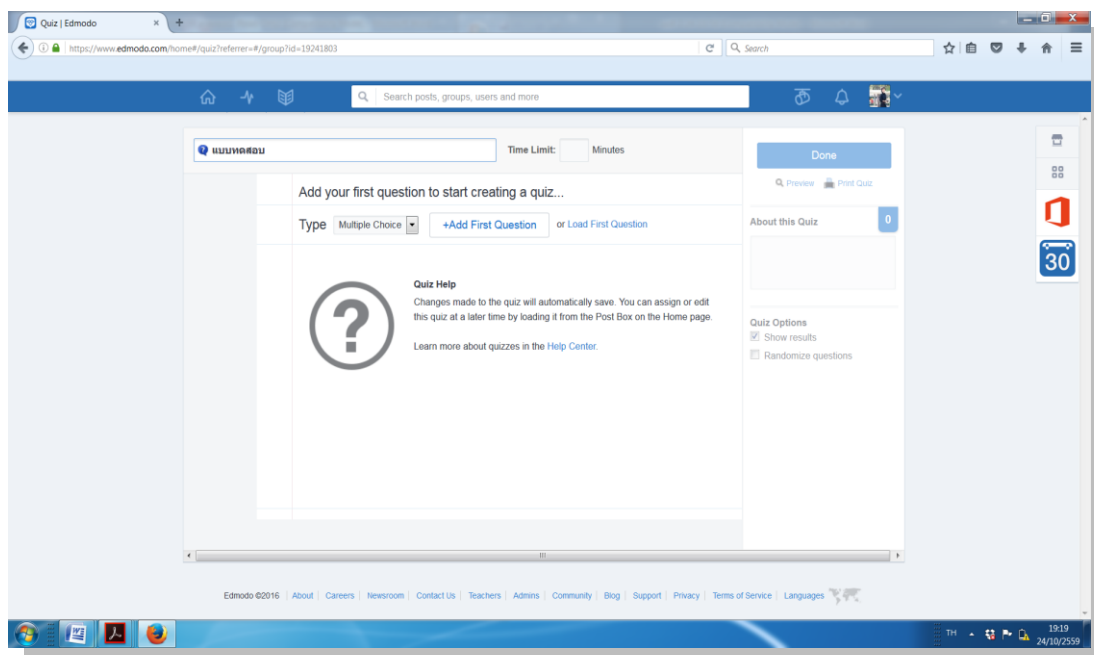 Quiz | Edmodo
https://www.edmodo.com/home#/quiz?referrer=#/group?id=19241803
Search
Search posts, groups, users and more
แบบทดสอบ
Time Limit: Minutes
Done
Preview Print Quiz
Add your first question to start creating a quiz...
Type Multiple Choice +Add First Question or Load First Question
About this Quiz 0
30
Quiz Help
Changes made to the quiz will automatically save. You can assign or edit
this quiz at a later time by loading it from the Post Box on the Home page.
Learn more about quizzes in the Help Center.
Quiz Options
Show results
Randomize questions
Edmodo ©2016 | About | Careers | Newsroom | Contact Us | Teachers | Admins | Community | Blog | Support | Privacy | Terms of Service | Languages
TH
19:19
24/10/2559